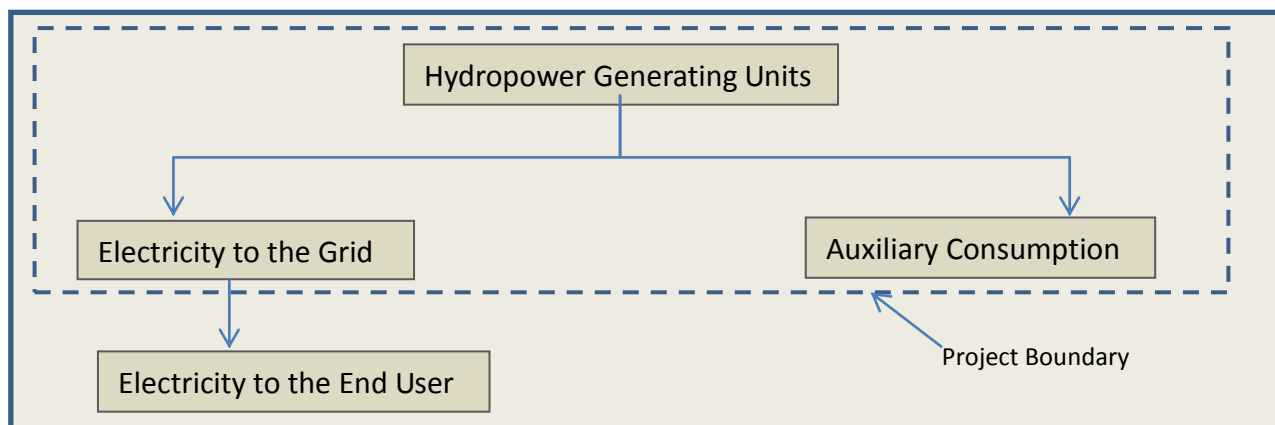 Hydropower Generating Units
Electricity to the Grid
Auxiliary Consumption
Project Boundary
Electricity to the End User